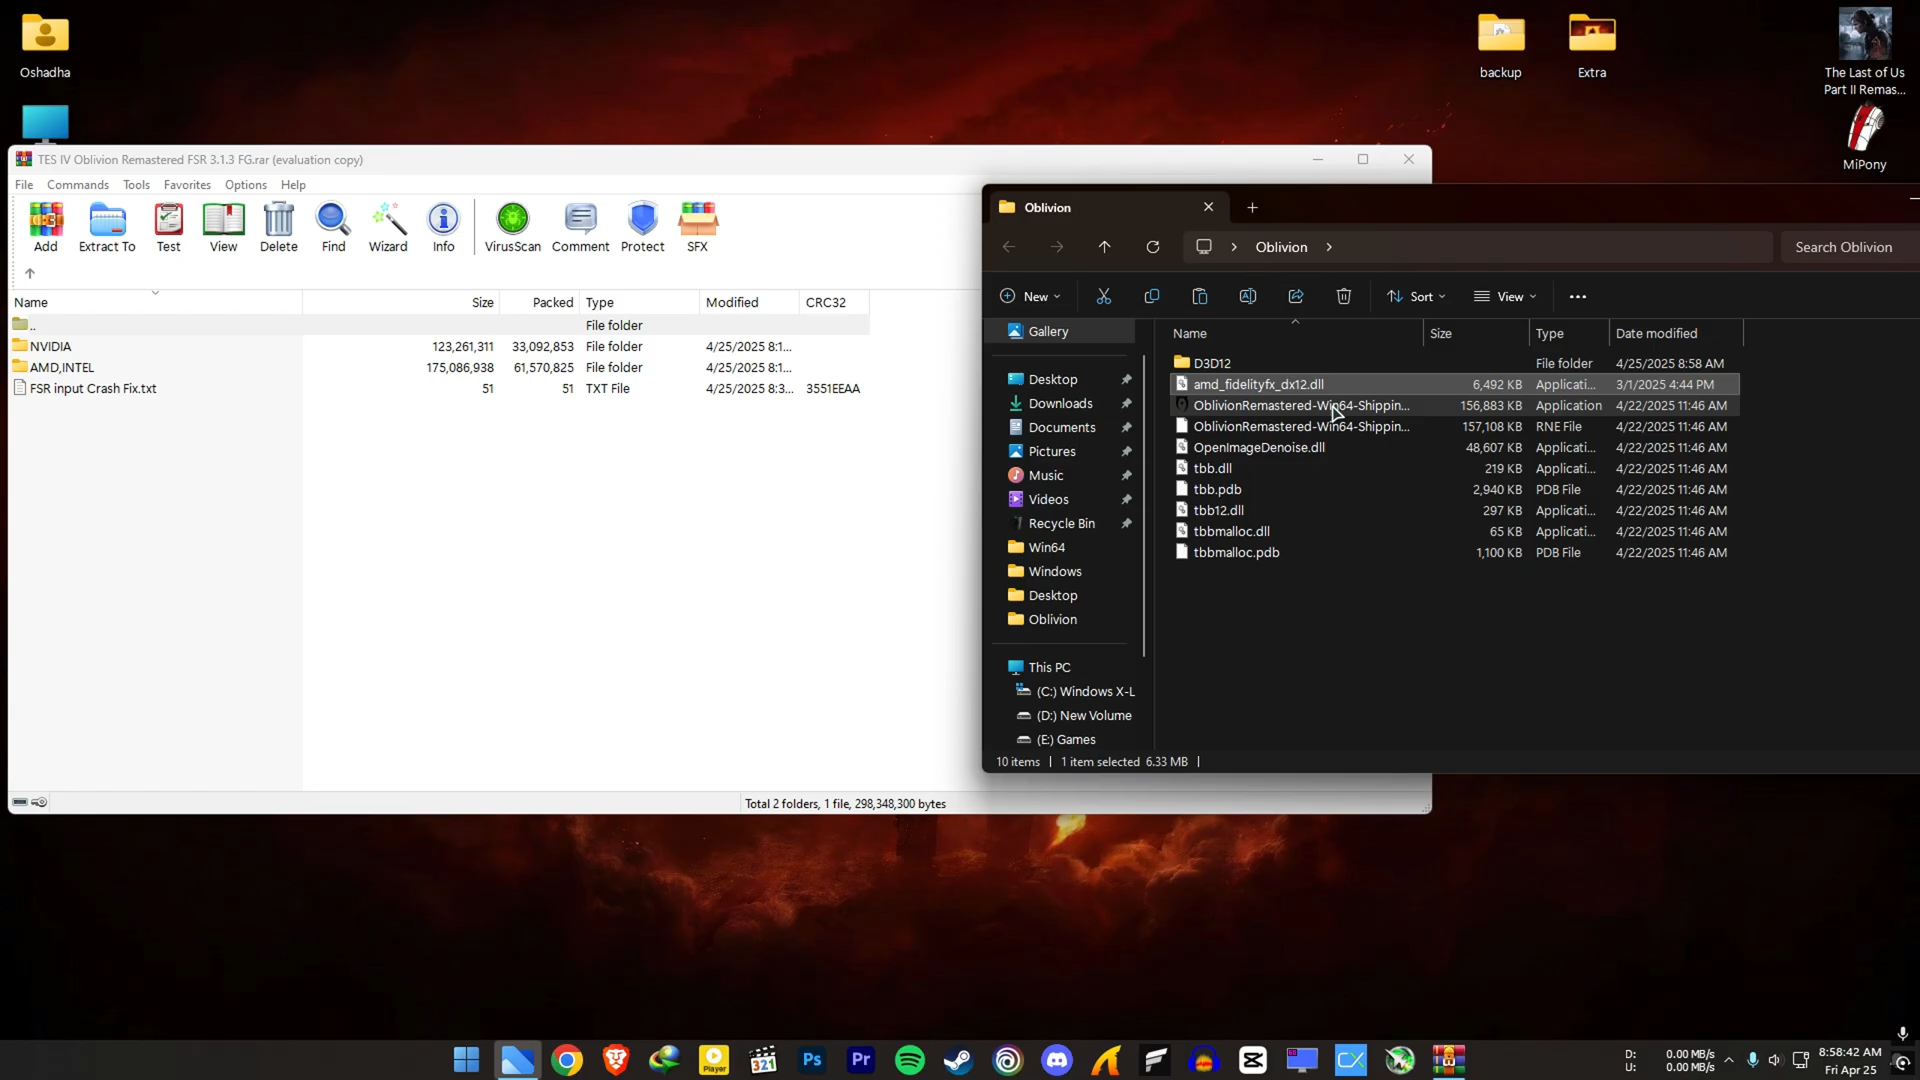 Oshadha
backup
Extra
The Last of Us
Part II Remas...
MiPony
TES IV Oblivion Remastered FSR 3.1.3 FG.rar (evaluation copy)
File Commands Tools Favorites Options Help
Add Extract To Test View Delete Find Wizard Info VirusScan Comment Protect SFX
Name Size Packed Type Modified CRC32
.. File folder
NVIDIA 123,261,311 33,092,853 File folder 4/25/2025 8:1...
AMD,INTEL 175,086,938 61,570,825 File folder 4/25/2025 8:1...
FSR input Crash Fix.txt 51 51 TXT File 4/25/2025 8:3... 3551EEAA
Total 2 folders, 1 file, 298,348,300 bytes
Oblivion
Oblivion
Search Oblivion
New Sort View
Gallery
Desktop
Downloads
Documents
Pictures
Music
Videos
Recycle Bin
Win64
Windows
Desktop
Oblivion
This PC
(C:) Windows X-L
(D:) New Volume
(E:) Games
Name Size Type Date modified
D3D12 File folder 4/25/2025 8:58 AM
amd_fidelityfx_dx12.dll 6,492 KB Applicati... 3/1/2025 4:44 PM
OblivionRemastered-Win64-Shippin... 156,883 KB Application 4/22/2025 11:46 AM
OblivionRemastered-Win64-Shippin... 157,108 KB RNE File 4/22/2025 11:46 AM
OpenImageDenoise.dll 48,607 KB Applicati... 4/22/2025 11:46 AM
tbb.dll 219 KB Applicati... 4/22/2025 11:46 AM
tbb.pdb 2,940 KB PDB File 4/22/2025 11:46 AM
tbb12.dll 297 KB Applicati... 4/22/2025 11:46 AM
tbbmalloc.dll 65 KB Applicati... 4/22/2025 11:46 AM
tbbmalloc.pdb 1,100 KB PDB File 4/22/2025 11:46 AM
10 items 1 item selected 6.33 MB
Player
321
Ps
Pr
CX
D: 0.00 MB/s
U: 0.00 MB/s
8:58:42 AM
Fri Apr 25